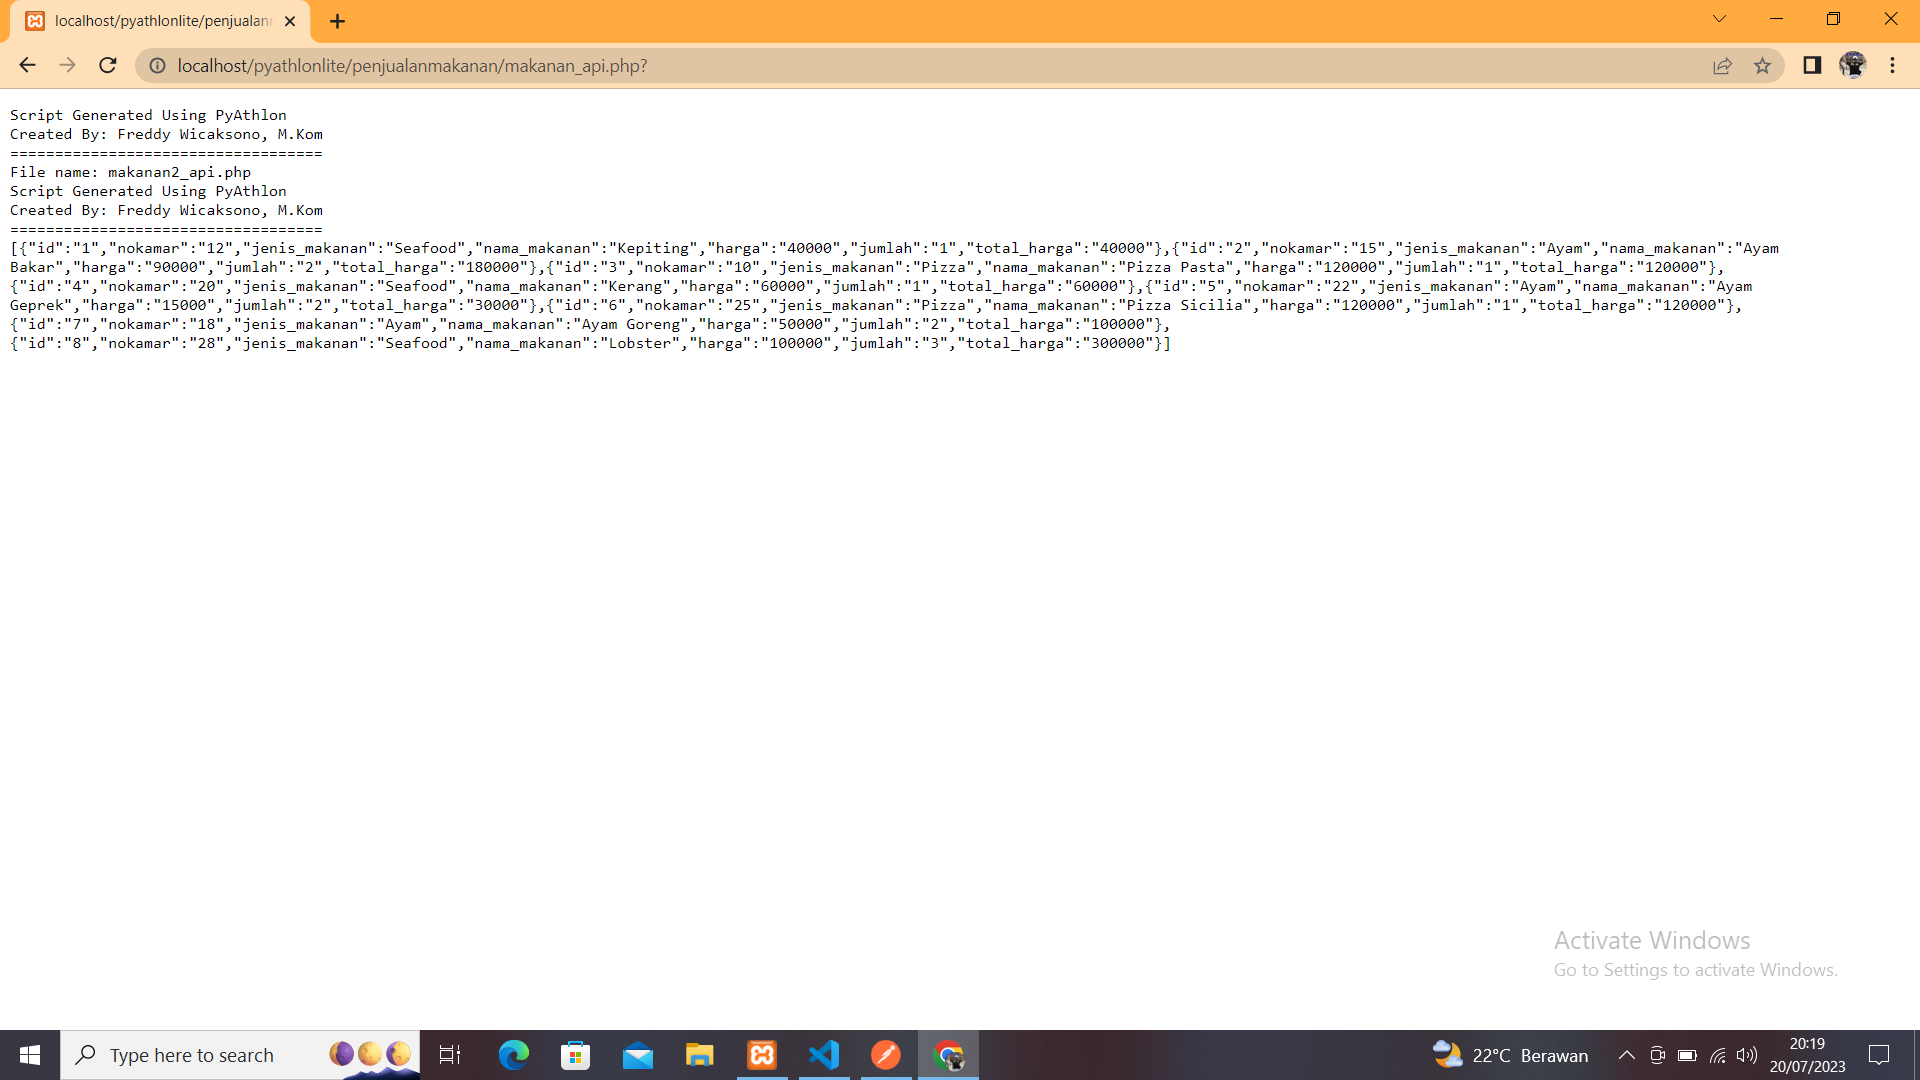 localhost/pyathlonlite/penjualan
localhost/pyathlonlite/penjualanmakanan/makanan_api.php?
Script Generated Using PyAthlon
Created By: Freddy Wicaksono, M.Kom
===================================
File name: makanan2_api.php
Script Generated Using PyAthlon
Created By: Freddy Wicaksono, M.Kom
===================================
[{"id":"1","nokamar":"12","jenis_makanan":"Seafood","nama_makanan":"Kepiting","harga":"40000","jumlah":"1","total_harga":"40000"},{"id":"2","nokamar":"15","jenis_makanan":"Ayam","nama_makanan":"Ayam
Bakar","harga":"90000","jumlah":"2","total_harga":"180000"},{"id":"3","nokamar":"10","jenis_makanan":"Pizza","nama_makanan":"Pizza Pasta","harga":"120000","jumlah":"1","total_harga":"120000"},
{"id":"4","nokamar":"20","jenis_makanan":"Seafood","nama_makanan":"Kerang","harga":"60000","jumlah":"1","total_harga":"60000"},{"id":"5","nokamar":"22","jenis_makanan":"Ayam","nama_makanan":"Ayam
Geprek","harga":"15000","jumlah":"2","total_harga":"30000"},{"id":"6","nokamar":"25","jenis_makanan":"Pizza","nama_makanan":"Pizza Sicilia","harga":"120000","jumlah":"1","total_harga":"120000"},
{"id":"7","nokamar":"18","jenis_makanan":"Ayam","nama_makanan":"Ayam Goreng","harga":"50000","jumlah":"2","total_harga":"100000"},
{"id":"8","nokamar":"28","jenis_makanan":"Seafood","nama_makanan":"Lobster","harga":"100000","jumlah":"3","total_harga":"300000"}]
Activate Windows
Go to Settings to activate Windows.
Type here to search
22°C Berawan
20:19
20/07/2023